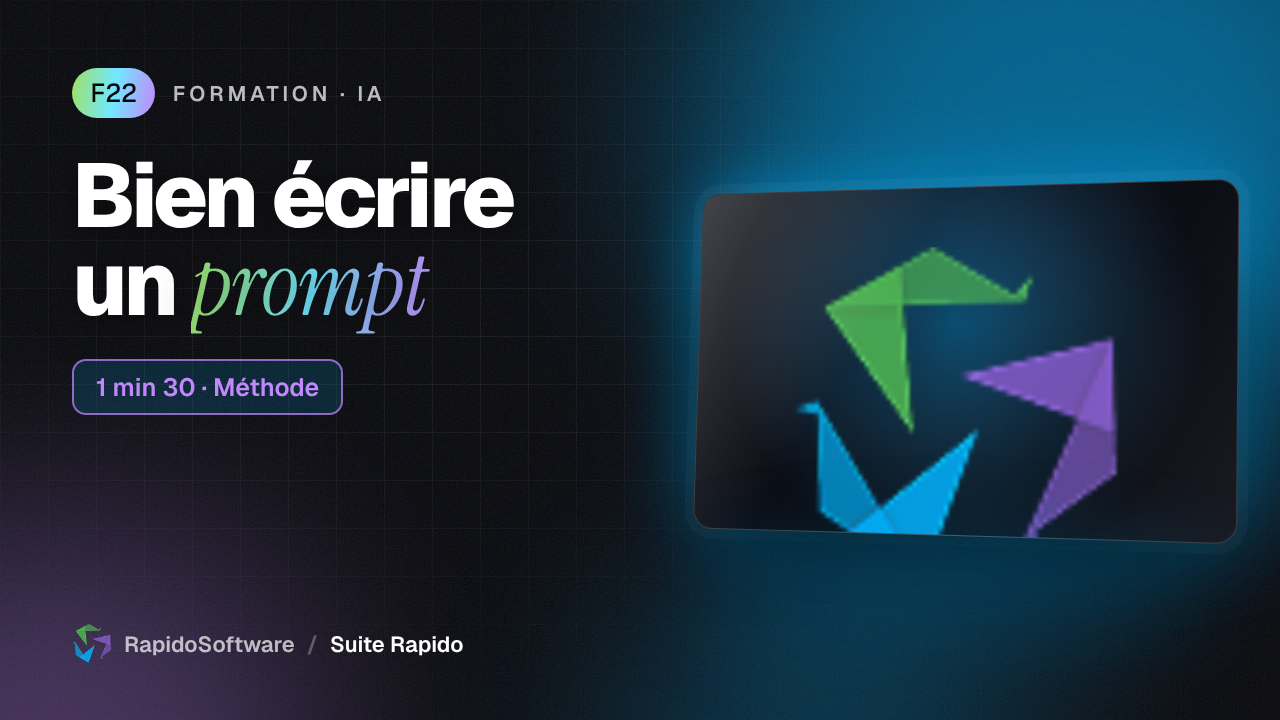 F22 FORMATION · IA
Bien écrire
un prompt
1 min 30 · Méthode
RapidoSoftware / Suite Rapido